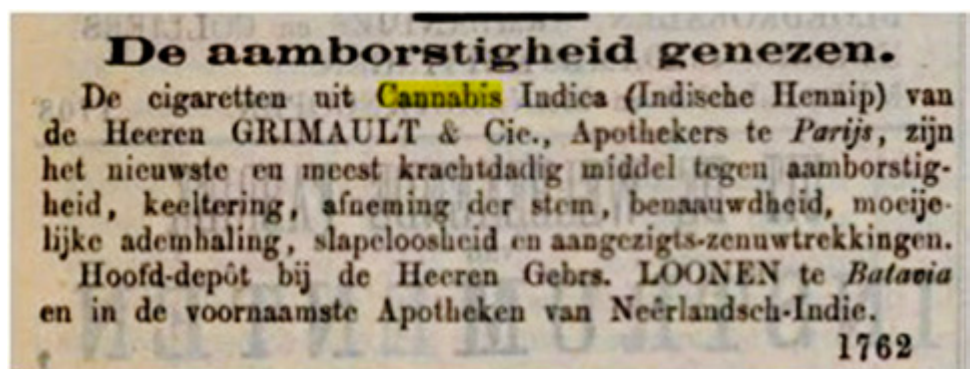 De aamborstigheid genezen.
De cigaretten uit Cannabis Indica (Indische Hennip) van
de Heeren GRIMAULT & Cie., Apothekers te Parijs, zijn
het nieuwste en meest krachtdadig middel tegen aamborstig-
heid, keeltering, afneming der stem, benaauwdheid, moeije-
lijke ademhaling, slapeloosheid en aangezigts-zenuwtrekkingen.
Hoofd-depôt bij de Heeren Gebrs. LOONEN te Batavia
en in de voornaamste Apotheken van Neêrlandsch-Indie.
1762